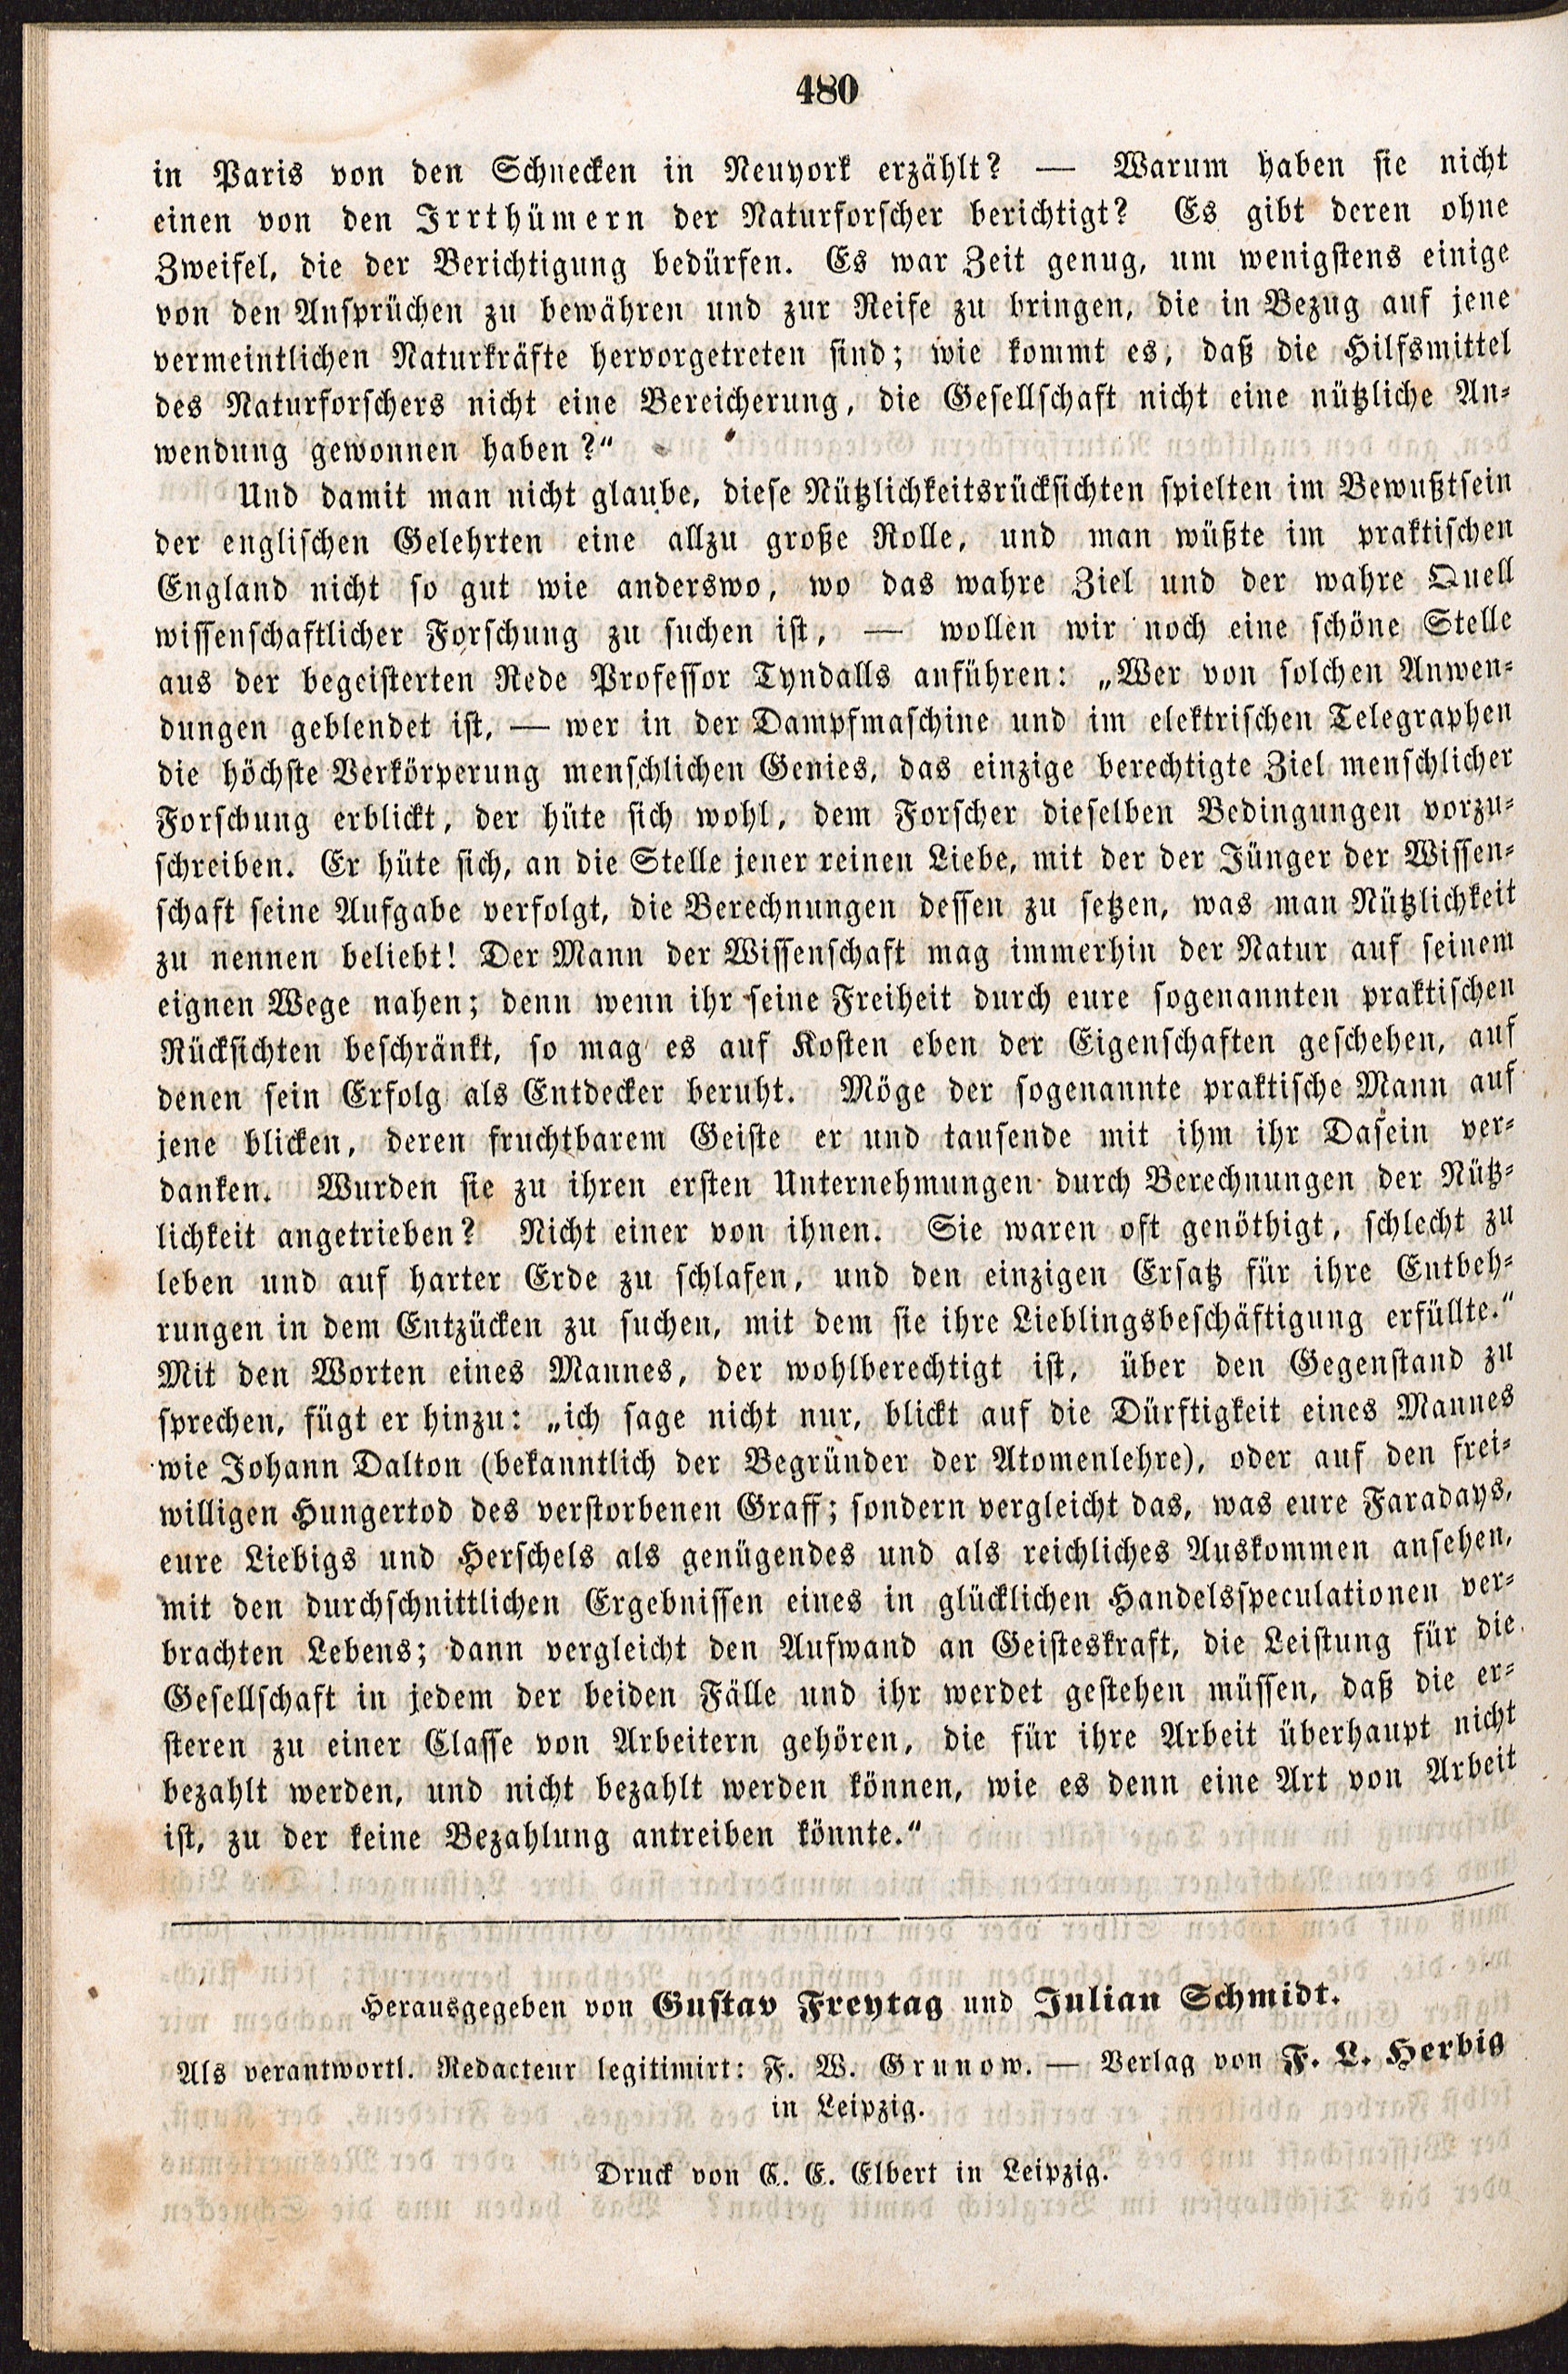 480
in Paris von den Schnecken in Neuyork erzählt? — Warum haben sie nicht
einen von den Irrthümern der Naturforscher berichtigt? Es gibt deren ohne
Zweifel, die der Berichtigung bedürfen. Es war Zeit genug, um wenigstens einige
von den Ansprüchen zu bewähren und zur Reife zu bringen, die in Bezug auf jene
vermeintlichen Naturkräfte hervorgetreten sind; wie kommt es, daß die Hilfsmittel
des Naturforschers nicht eine Bereicherung, die Gesellschaft nicht eine nützliche An-
wendung gewonnen haben?“
Und damit man nicht glaube, diese Nützlichkeitsrücksichten spielten im Bewußtsein
der englischen Gelehrten eine allzu große Rolle, und man wüßte im praktischen
England nicht so gut wie anderswo, wo das wahre Ziel und der wahre Quell
wissenschaftlicher Forschung zu suchen ist, — wollen wir noch eine schöne Stelle
aus der begeisterten Rede Professor Tyndalls anführen: „Wer von solchen Anwen-
dungen geblendet ist, — wer in der Dampfmaschine und im elektrischen Telegraphen
die höchste Verkörperung menschlichen Genies, das einzige berechtigte Ziel menschlicher
Forschung erblickt, der hüte sich wohl, dem Forscher dieselben Bedingungen vorzu-
schreiben. Er hüte sich, an die Stelle jener reinen Liebe, mit der der Jünger der Wissen-
schaft seine Aufgabe verfolgt, die Berechnungen dessen zu setzen, was man Nützlichkeit
zu nennen beliebt! Der Mann der Wissenschaft mag immerhin der Natur auf seinem
eignen Wege nahen; denn wenn ihr seine Freiheit durch eure sogenannten praktischen
Rücksichten beschränkt, so mag es auf Kosten eben der Eigenschaften geschehen, auf
denen sein Erfolg als Entdecker beruht. Möge der sogenannte praktische Mann auf
jene blicken, deren fruchtbarem Geiste er und tausende mit ihm ihr Dasein ver-
danken. Wurden sie zu ihren ersten Unternehmungen durch Berechnungen der Nütz-
lichkeit angetrieben? Nicht einer von ihnen. Sie waren oft genöthigt, schlecht zu
leben und auf harter Erde zu schlafen, und den einzigen Ersatz für ihre Entbeh-
rungen in dem Entzücken zu suchen, mit dem sie ihre Lieblingsbeschäftigung erfüllte.“
Mit den Worten eines Mannes, der wohlberechtigt ist, über den Gegenstand zu
sprechen, fügt er hinzu: „ich sage nicht nur, blickt auf die Dürftigkeit eines Mannes
wie Johann Dalton (bekanntlich der Begründer der Atomenlehre), oder auf den frei-
willigen Hungertod des verstorbenen Graff; sondern vergleicht das, was eure Faradays,
eure Liebigs und Herschels als genügendes und als reichliches Auskommen ansehen,
mit den durchschnittlichen Ergebnissen eines in glücklichen Handelsspeculationen ver-
brachten Lebens; dann vergleicht den Aufwand an Geisteskraft, die Leistung für die
Gesellschaft in jedem der beiden Fälle und ihr werdet gestehen müssen, daß die er-
steren zu einer Classe von Arbeitern gehören, die für ihre Arbeit überhaupt nicht
bezahlt werden, und nicht bezahlt werden können, wie es denn eine Art von Arbeit
ist, zu der keine Bezahlung antreiben könnte.“
Herausgegeben von Gustav Freytag und Julian Schmidt.
Als verantwortl. Redacteur legitimirt: F. W. Grunow. — Verlag von F. L. Herbig
in Leipzig.
Druck von C. E. Elbert in Leipzig.